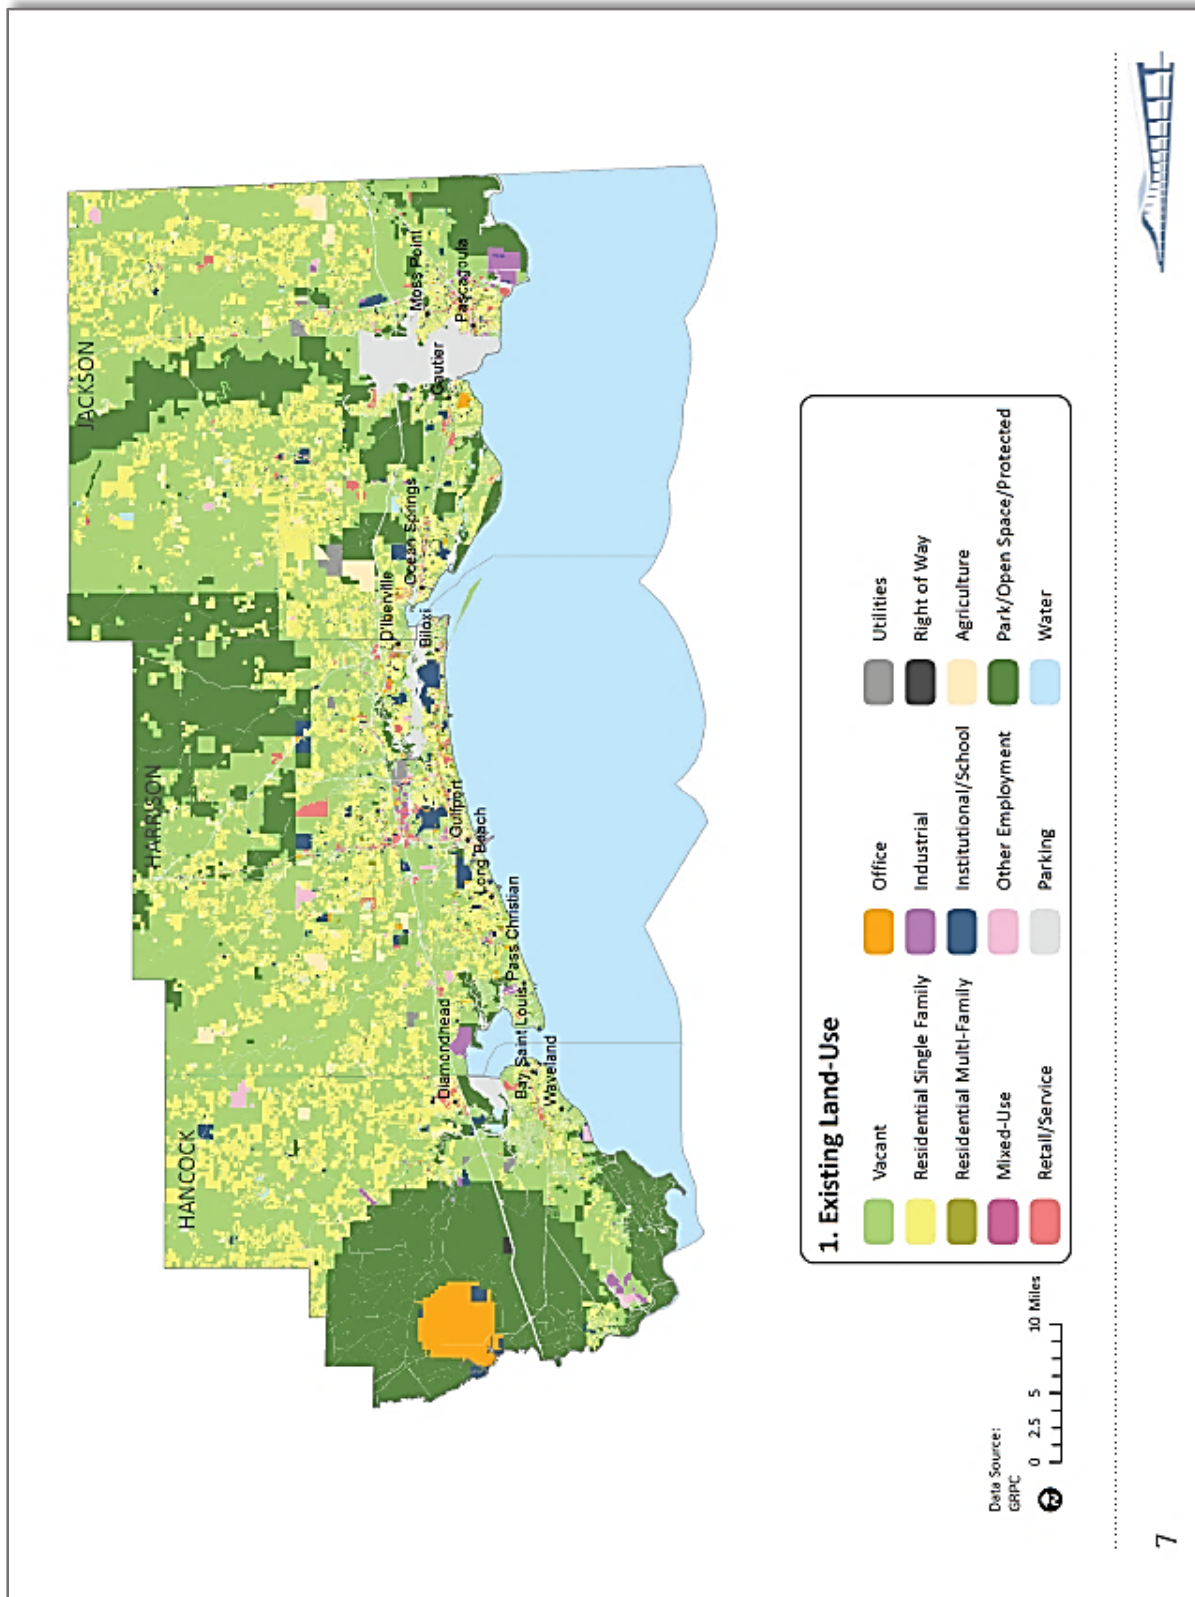 HANCOCK
HARRISON
JACKSON
Diamondhead
Bay Saint Louis
Waveland
Pass Christian
Long Beach
Gulfport
Biloxi
D'Iberville
Ocean Springs
Gautier
Moss Point
Pascagoula
1. Existing Land-Use
Vacant
Residential Single Family
Residential Multi-Family
Mixed-Use
Retail/Service
Office
Industrial
Institutional/School
Other Employment
Parking
Utilities
Right of Way
Agriculture
Park/Open Space/Protected
Water
Data Source:
GRPC
0 2.5 5 10 Miles
7